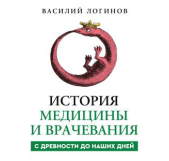 ВАСИЛИЙ ЛОГИНОВ
ИСТОРИЯ
МЕДИЦИНЫ
И ВРАЧЕВАНИЯ
С ДРЕВНОСТИ ДО НАШИХ ДНЕЙ